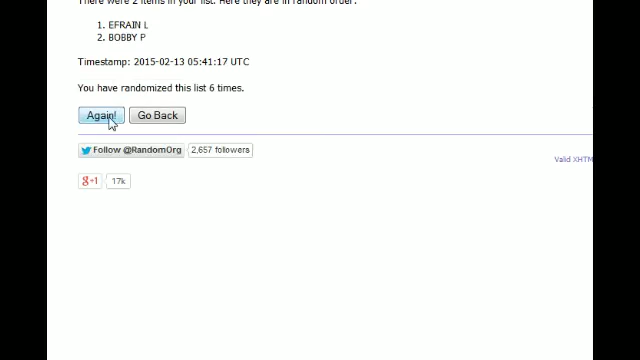 There were 2 items in your list. Here they are in random order:
1. EFRAIN L
2. BOBBY P
Timestamp: 2015-02-13 05:41:17 UTC
You have randomized this list 6 times.
Again! Go Back
Follow @RandomOrg 2,657 followers
Valid XHTM
g+1 17k